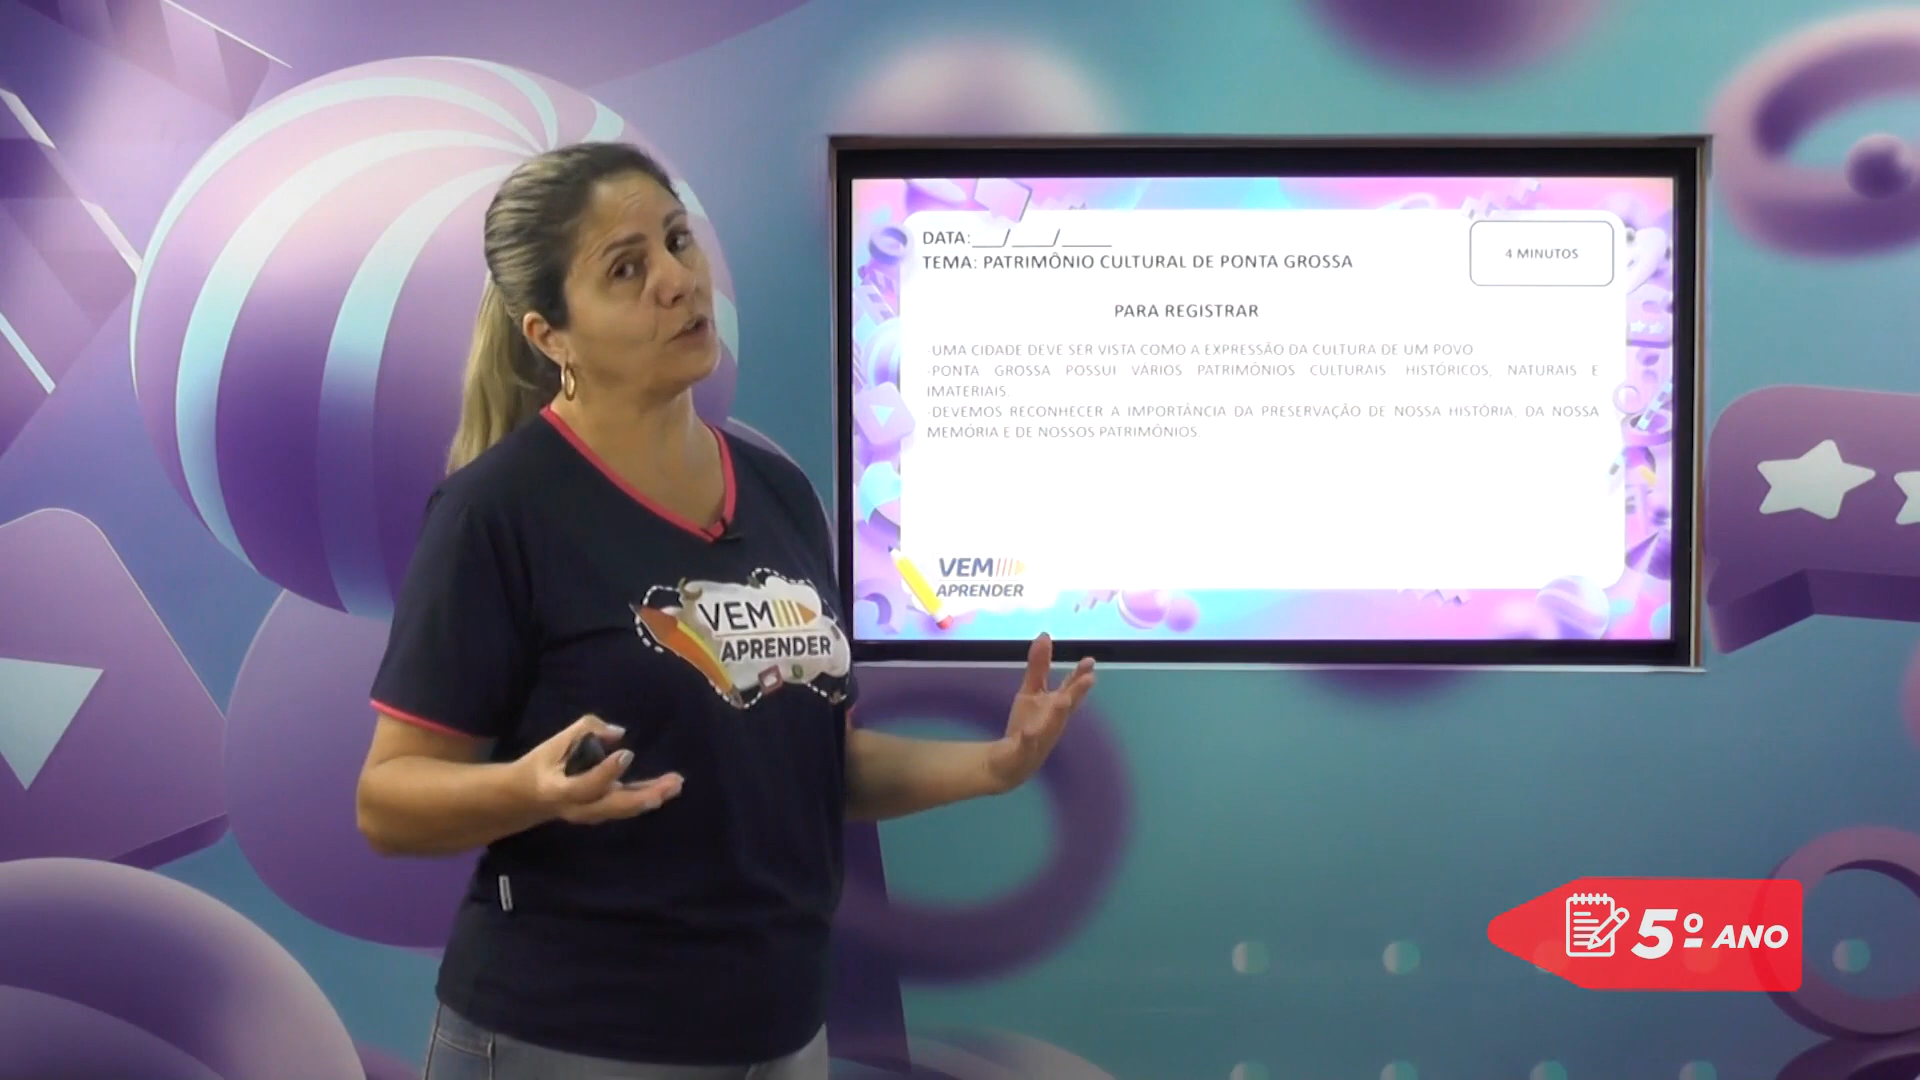 DATA:___/____/_____
TEMA: PATRIMÔNIO CULTURAL DE PONTA GROSSA
4 MINUTOS
PARA REGISTRAR
-UMA CIDADE DEVE SER VISTA COMO A EXPRESSÃO DA CULTURA DE UM POVO
-PONTA GROSSA POSSUI VÁRIOS PATRIMÔNIOS CULTURAIS HISTÓRICOS, NATURAIS E
IMATERIAIS.
-DEVEMOS RECONHECER A IMPORTÂNCIA DA PRESERVAÇÃO DE NOSSA HISTÓRIA, DA NOSSA
MEMÓRIA E DE NOSSOS PATRIMÔNIOS
VEM
APRENDER
VEM
APRENDER
5º ANO